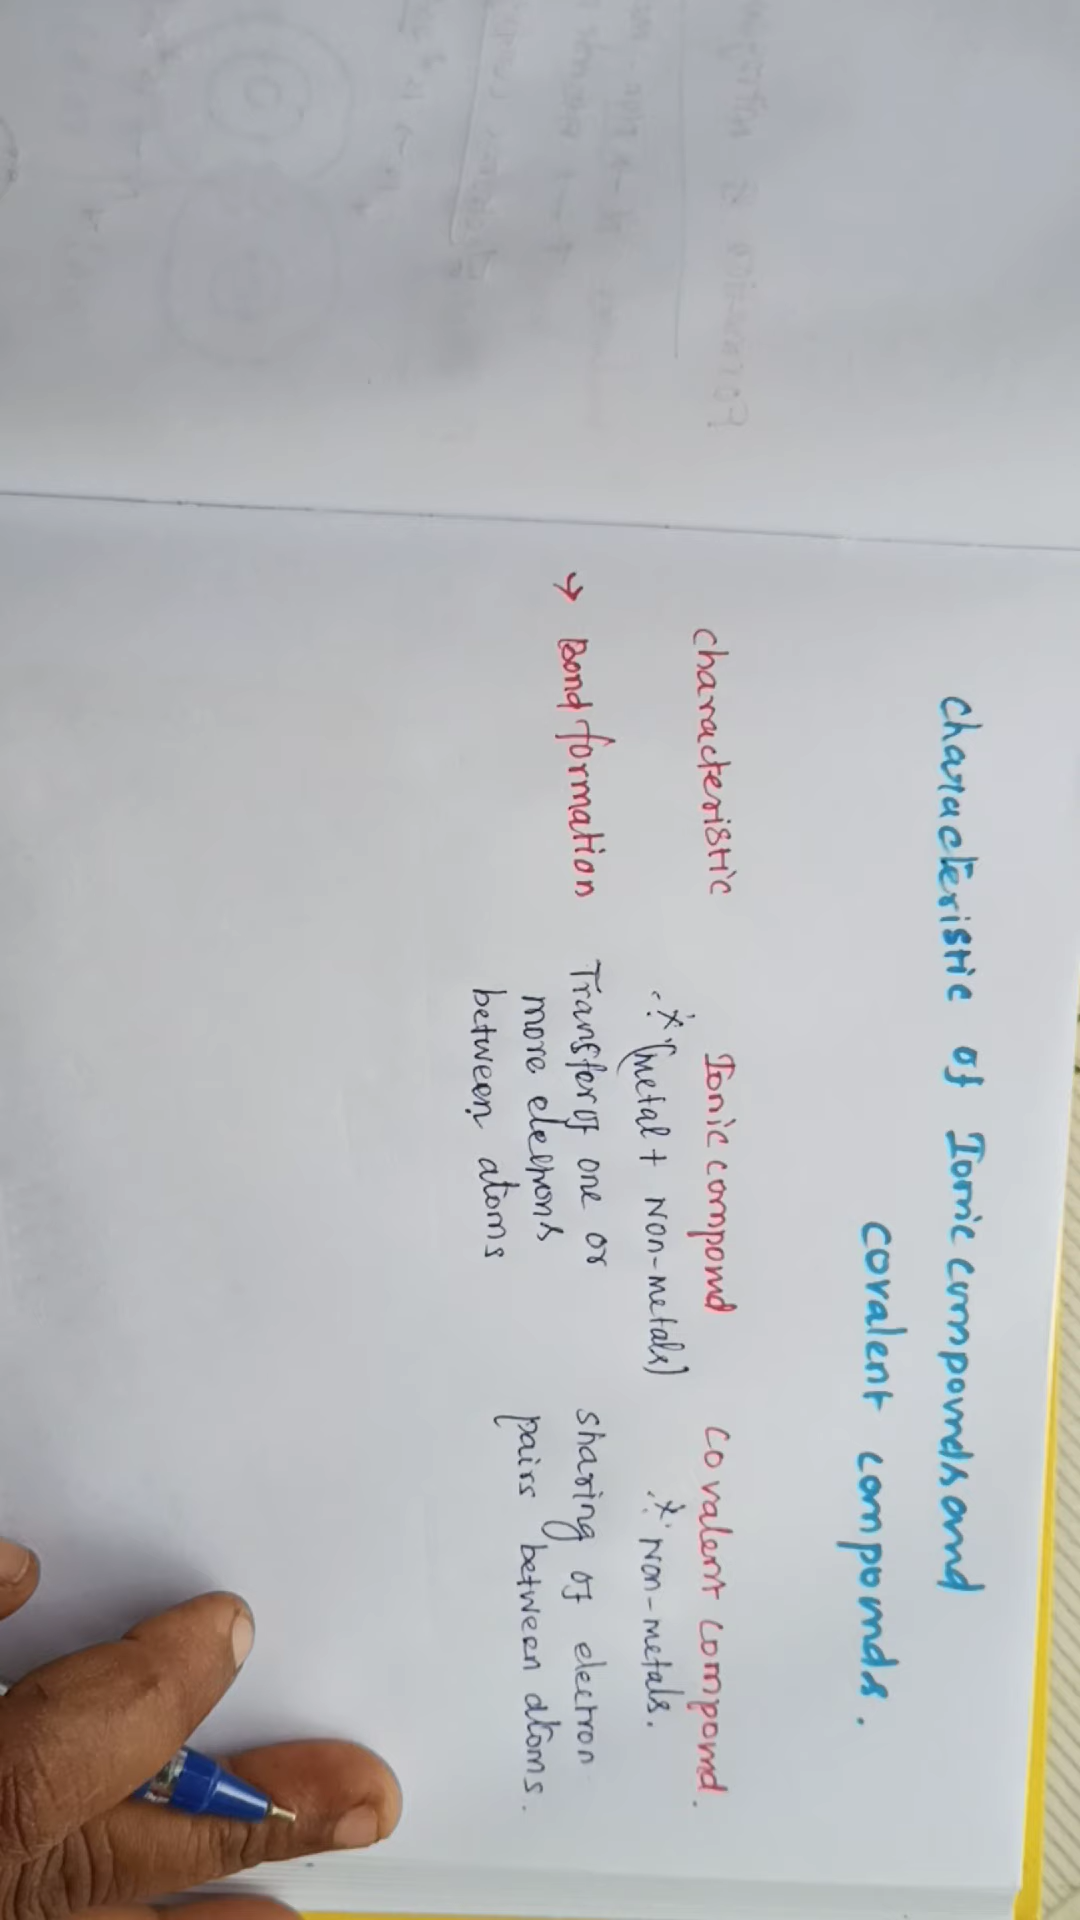 Characteristic of Ionic compounds and
covalent compounds.
characteristic Ionic compound covalent compound.
(metal + Non-metals) Non-metals.
→ Bond formation Transfer of one or sharing of electron
more electrons pairs between atoms.
between atoms